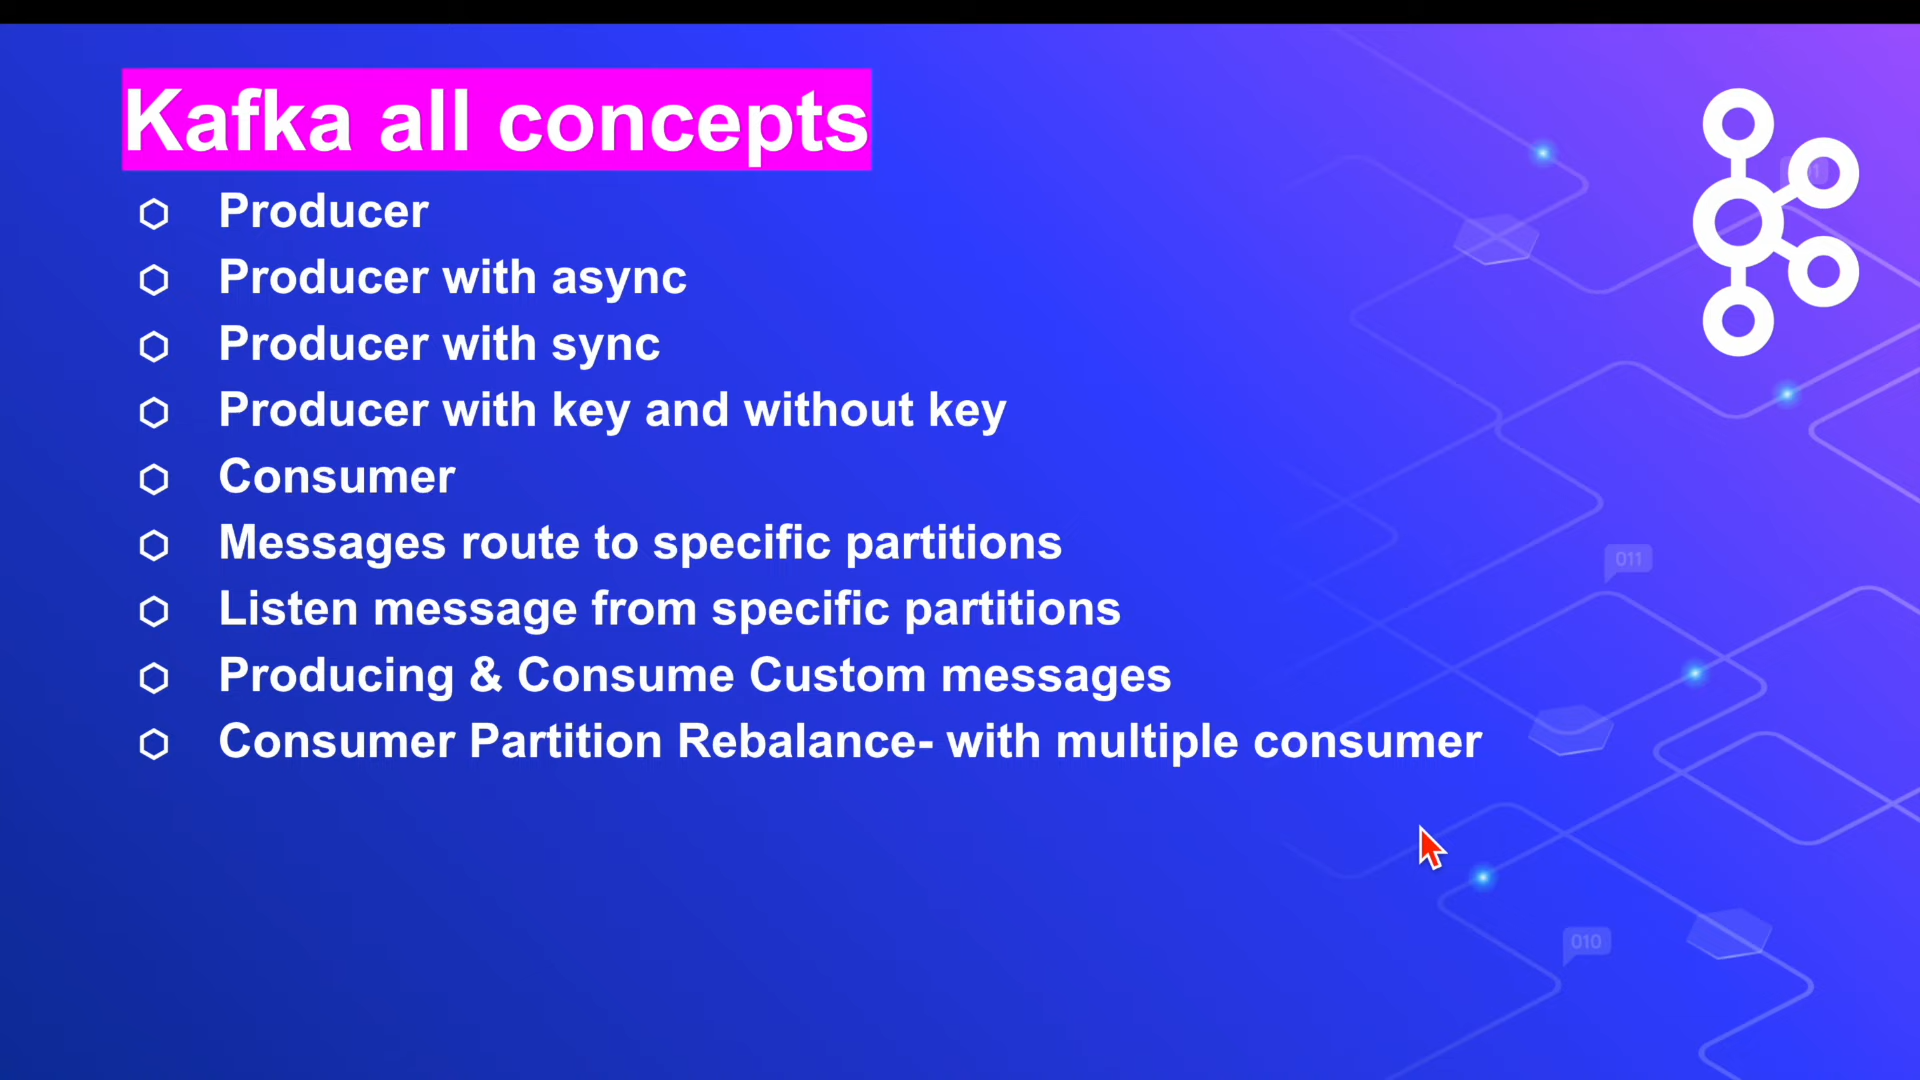 Kafka all concepts
Producer
Producer with async
Producer with sync
Producer with key and without key
Consumer
Messages route to specific partitions
Listen message from specific partitions
Producing & Consume Custom messages
Consumer Partition Rebalance- with multiple consumer
011
010